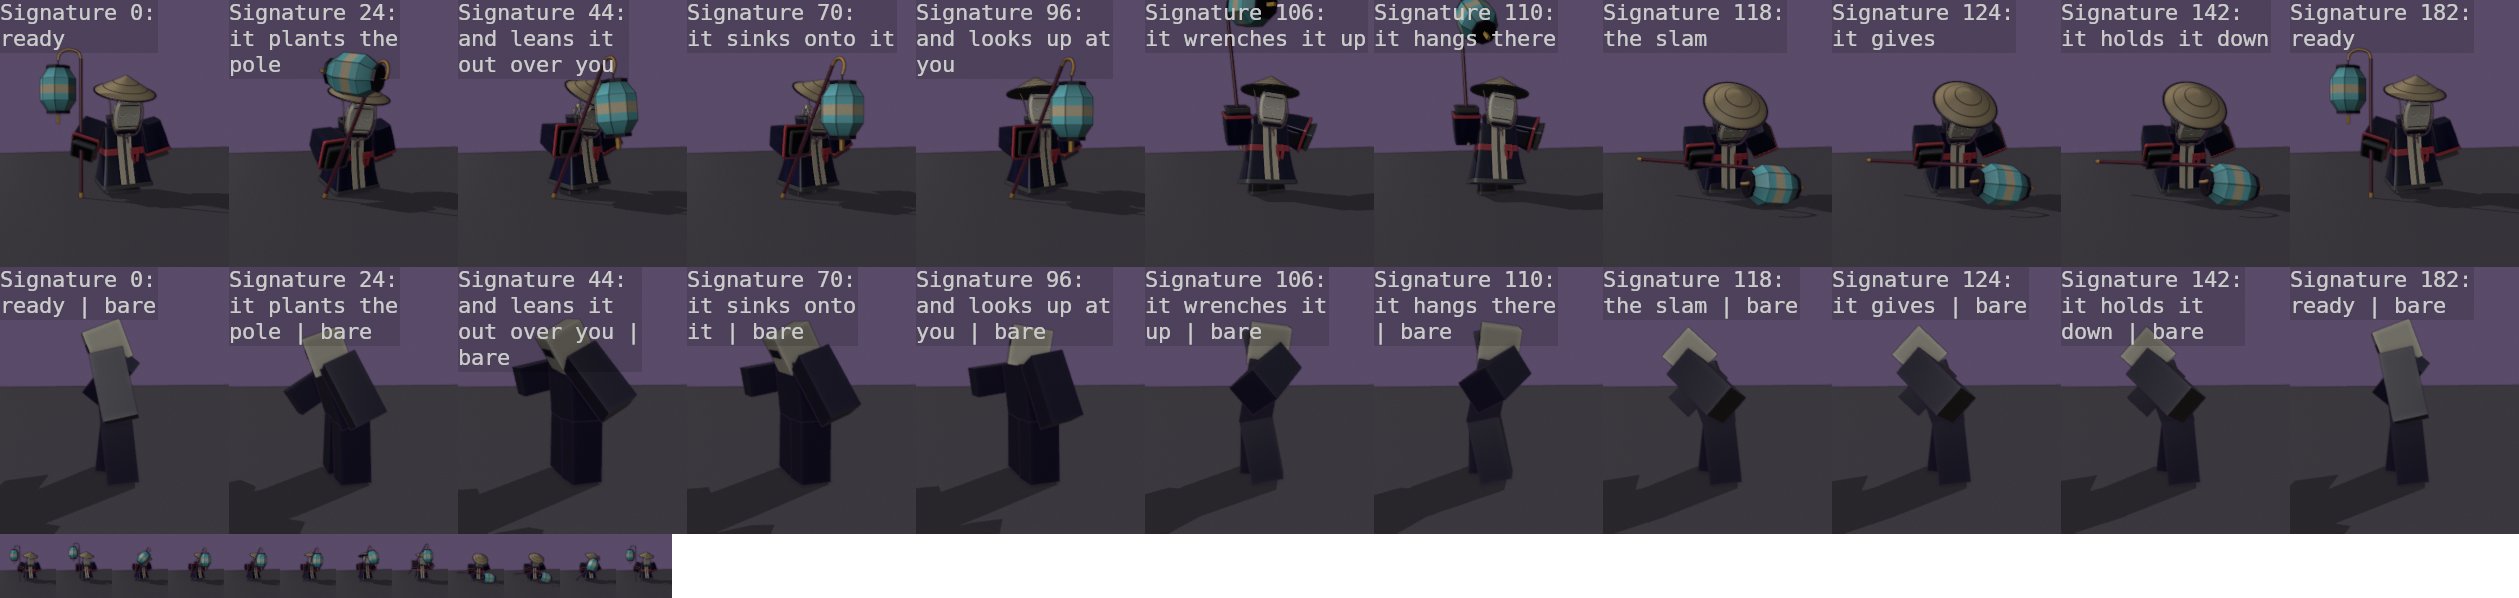 Signature 0:
ready
Signature 24:
it plants the
pole
Signature 44:
and leans it
out over you
Signature 70:
it sinks onto it
Signature 96:
and looks up at
you
Signature 106:
it wrenches it up
Signature 110:
it hangs there
Signature 118:
the slam
Signature 124:
it gives
Signature 142:
it holds it down
Signature 182:
ready
Signature 0:
ready | bare
Signature 24:
it plants the
pole | bare
Signature 44:
and leans it
out over you |
bare
Signature 70:
it sinks onto
it | bare
Signature 96:
and looks up at
you | bare
Signature 106:
it wrenches it
up | bare
Signature 110:
it hangs there
| bare
Signature 118:
the slam | bare
Signature 124:
it gives | bare
Signature 142:
it holds it
down | bare
Signature 182:
ready | bare